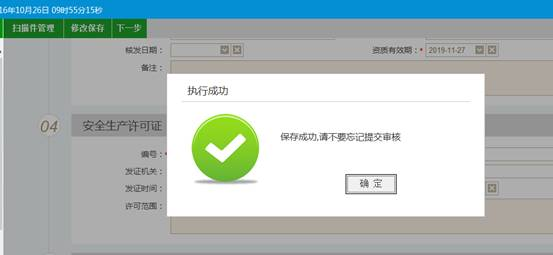 16年10月26日 09时55分15秒
扫描件管理 修改保存 下一步
核发日期： 资质有效期：* 2019-11-27
备注：
执行成功
04 安全生产许可证
保存成功,请不要忘记提交审核
编号：*
发证机关：
确 定
发证时间：
许可范围：